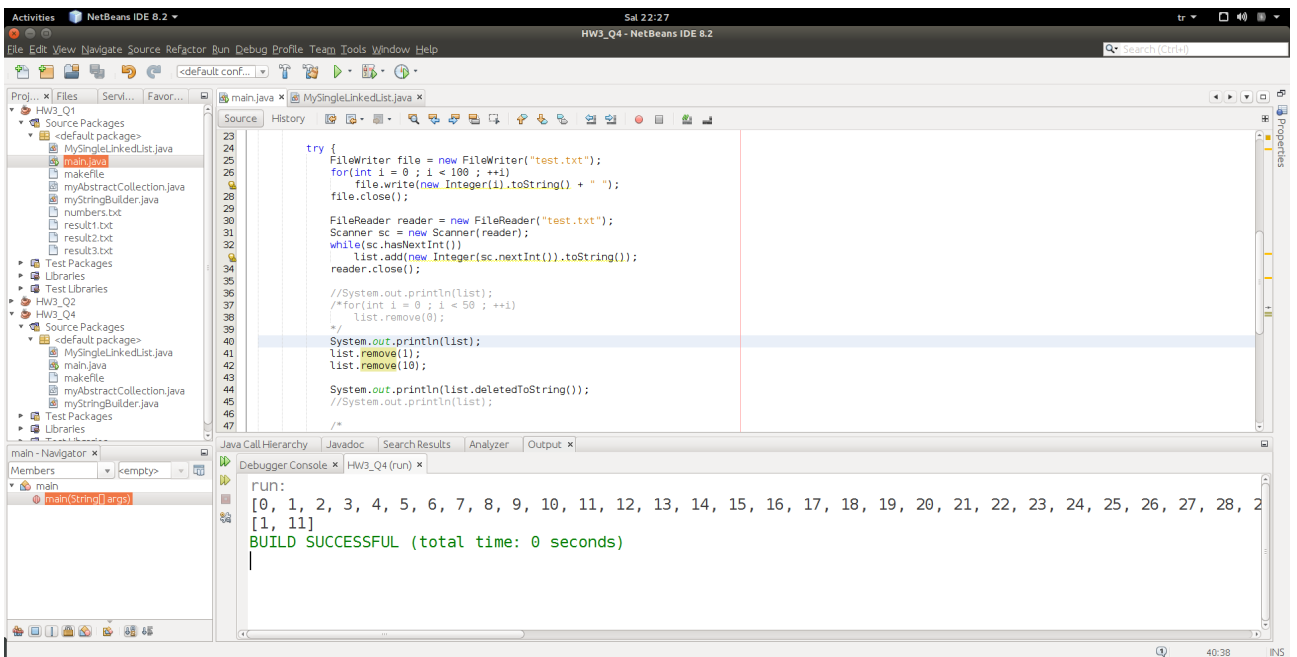 Activities NetBeans IDE 8.2 Sal 22:27 tr
HW3_Q4 - NetBeans IDE 8.2
File Edit View Navigate Source Refactor Run Debug Profile Team Tools Window Help Search (Ctrl+I)
<default conf...
Proj... Files Servi... Favor...
HW3_Q1
Source Packages
<default package>
MySingleLinkedList.java
main.java
makefile
myAbstractCollection.java
myStringBuilder.java
numbers.txt
result1.txt
result2.txt
result3.txt
Test Packages
Libraries
Test Libraries
HW3_Q2
HW3_Q4
Source Packages
<default package>
MySingleLinkedList.java
main.java
makefile
myAbstractCollection.java
myStringBuilder.java
Test Packages
Libraries
Test Libraries
main - Navigator
Members <empty>
main
main(String[] args)
main.java MySingleLinkedList.java
Source History
Properties
23
24 try {
25 FileWriter file = new FileWriter("test.txt");
26 for(int i = 0 ; i < 100 ; ++i)
file.write(new Integer(i).toString() + " ");
28 file.close();
29
30 FileReader reader = new FileReader("test.txt");
31 Scanner sc = new Scanner(reader);
32 while(sc.hasNextInt())
list.add(new Integer(sc.nextInt()).toString());
34 reader.close();
35
36 //System.out.println(list);
37 /*for(int i = 0 ; i < 50 ; ++i)
38 list.remove(0);
39 */
40 System.out.println(list);
41 list.remove(1);
42 list.remove(10);
43
44 System.out.println(list.deletedToString());
45 //System.out.println(list);
46
47 /*
Java Call Hierarchy Javadoc Search Results Analyzer Output
Debugger Console HW3_Q4 (run)
run:
[0, 1, 2, 3, 4, 5, 6, 7, 8, 9, 10, 11, 12, 13, 14, 15, 16, 17, 18, 19, 20, 21, 22, 23, 24, 25, 26, 27, 28, 2
[1, 11]
BUILD SUCCESSFUL (total time: 0 seconds)
40:38 INS